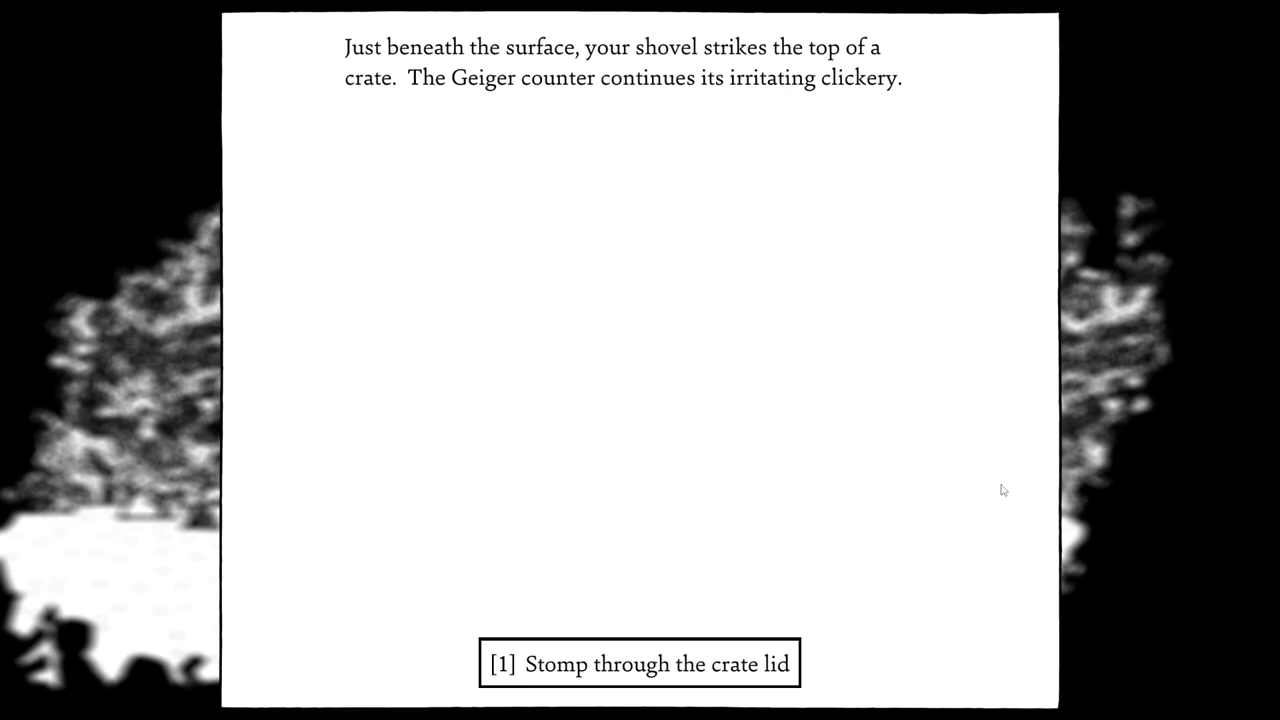 Just beneath the surface, your shovel strikes the top of a
crate.  The Geiger counter continues its irritating clickery.
[1] Stomp through the crate lid